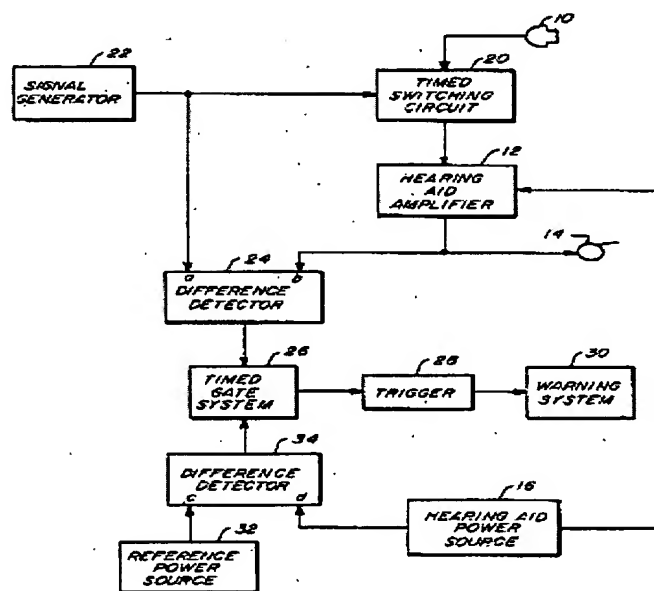 10
22
SIGNAL
GENERATOR
20
TIMED
SWITCHING
CIRCUIT
12
HEARING
AID
AMPLIFIER
14
24
a b
DIFFERENCE
DETECTOR
26
TIMED
GATE
SYSTEM
28
TRIGGER
30
WARNING
SYSTEM
34
DIFFERENCE
DETECTOR
c d
16
HEARING AID
POWER
SOURCE
32
REFERENCE
POWER
SOURCE